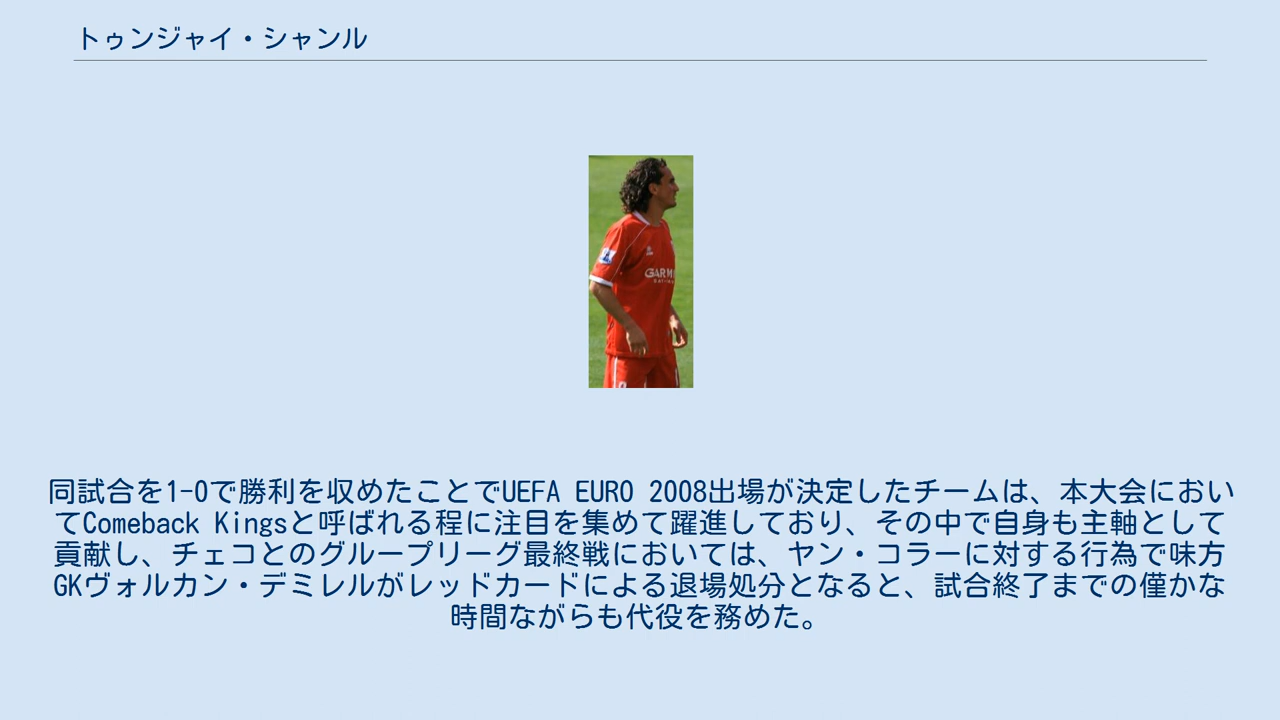 トゥンジャイ・シャンル
GARMI
同試合を1-0で勝利を収めたことでUEFA EURO 2008出場が決定したチームは、本大会におい
てComeback Kingsと呼ばれる程に注目を集めて躍進しており、その中で自身も主軸として
貢献し、チェコとのグループリーグ最終戦においては、ヤン・コラーに対する行為で味方
GKヴォルカン・デミレルがレッドカードによる退場処分となると、試合終了までの僅かな
時間ながらも代役を務めた。